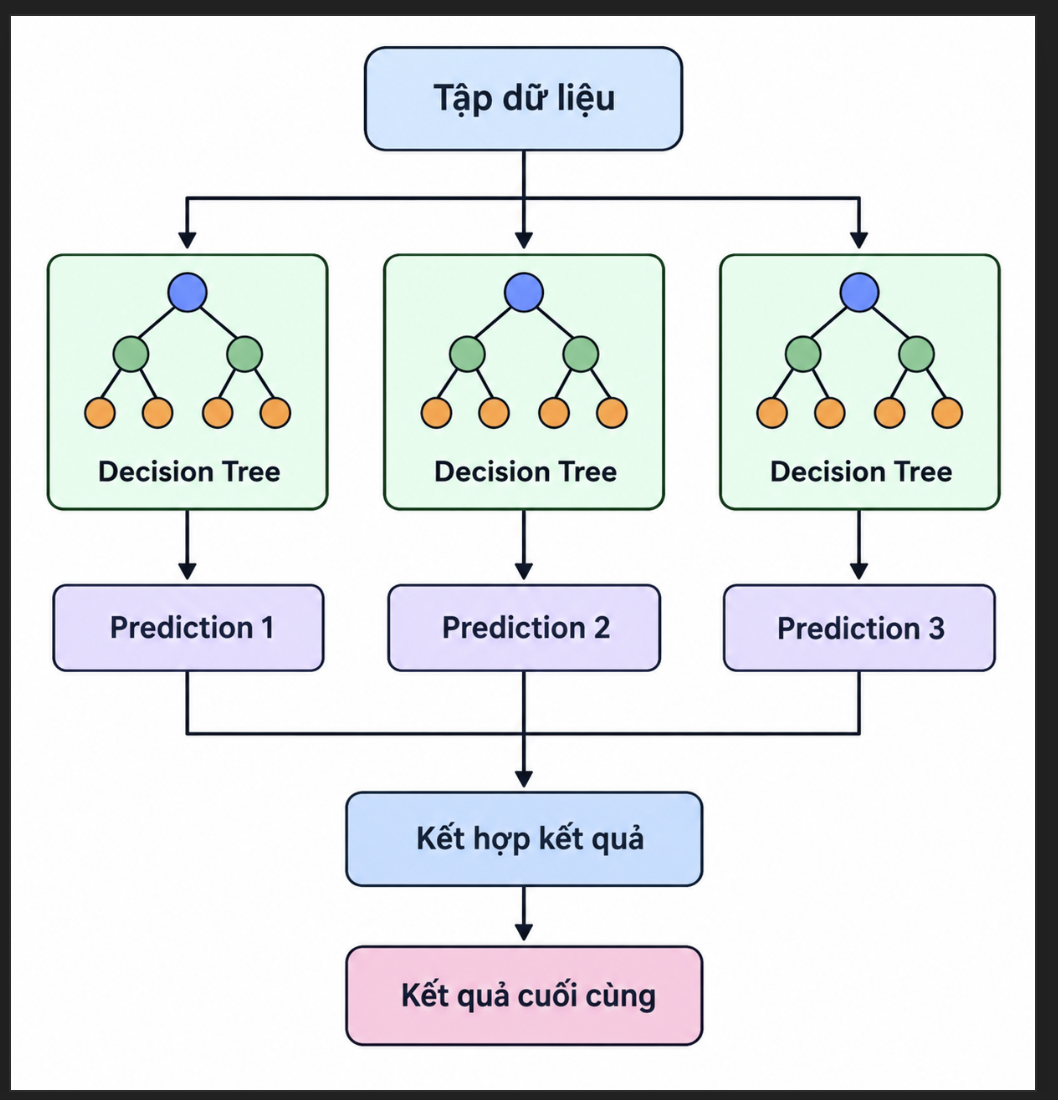 Tập dữ liệu
Decision Tree
Decision Tree
Decision Tree
Prediction 1
Prediction 2
Prediction 3
Kết hợp kết quả
Kết quả cuối cùng